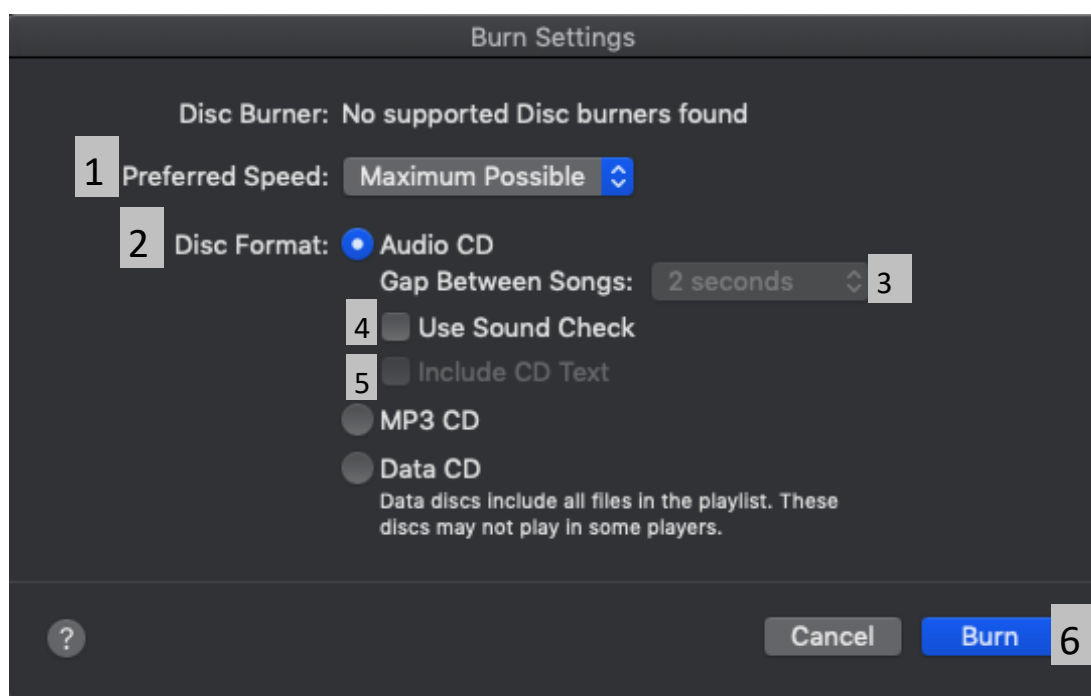 Burn Settings
Disc Burner: No supported Disc burners found
1 Preferred Speed: Maximum Possible
2 Disc Format: Audio CD
Gap Between Songs: 2 seconds 3
4 Use Sound Check
5 Include CD Text
MP3 CD
Data CD
Data discs include all files in the playlist. These
discs may not play in some players.
? Cancel Burn 6